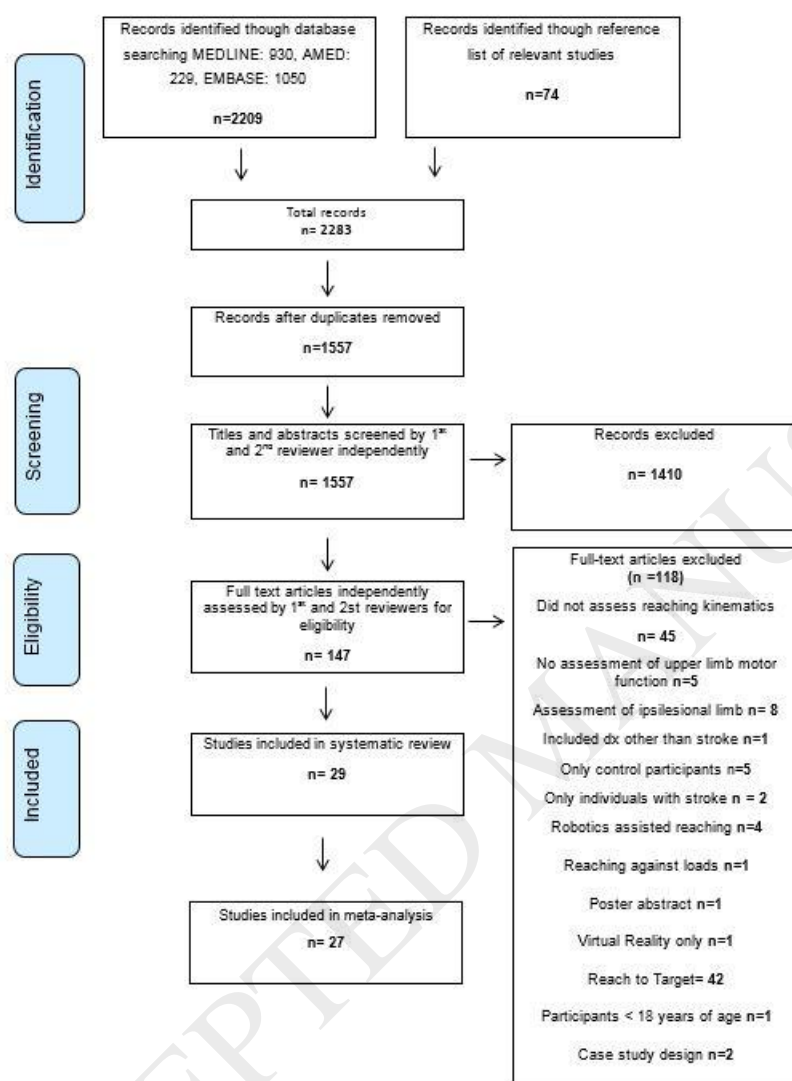 Identification
Records identified though database
searching MEDLINE: 930, AMED:
229, EMBASE: 1050
n=2209
Records identified though reference
list of relevant studies
n=74
Total records
n= 2283
Records after duplicates removed
n=1557
Screening
Titles and abstracts screened by 1st
and 2nd reviewer independently
n= 1557
Records excluded
n= 1410
Eligibility
Full text articles independently
assessed by 1st and 2st reviewers for
eligibility
n= 147
Full-text articles excluded
(n =118)
Did not assess reaching kinematics
n= 45
No assessment of upper limb motor
function n=5
Assessment of ipsilesional limb n= 8
Included dx other than stroke n=1
Only control participants n=5
Only individuals with stroke n = 2
Robotics assisted reaching n=4
Reaching against loads n=1
Poster abstract n=1
Virtual Reality only n=1
Reach to Target= 42
Participants < 18 years of age n=1
Case study design n=2
Included
Studies included in systematic review
n= 29
Studies included in meta-analysis
n= 27
EPTED MANUS